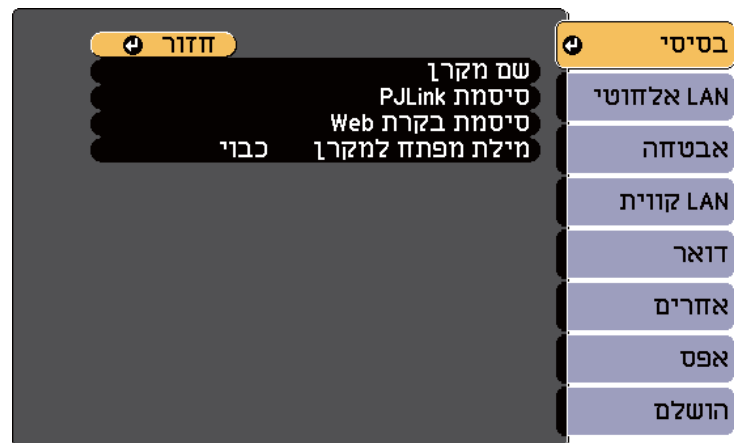 בסיסי
LAN אלחוטי
אבטחה
LAN קווית
דואר
אחרים
אפס
הושלם
חזור
שם מקרן
סיסמת PJLink
סיסמת בקרת Web
מילת מפתח למקרן כבוי